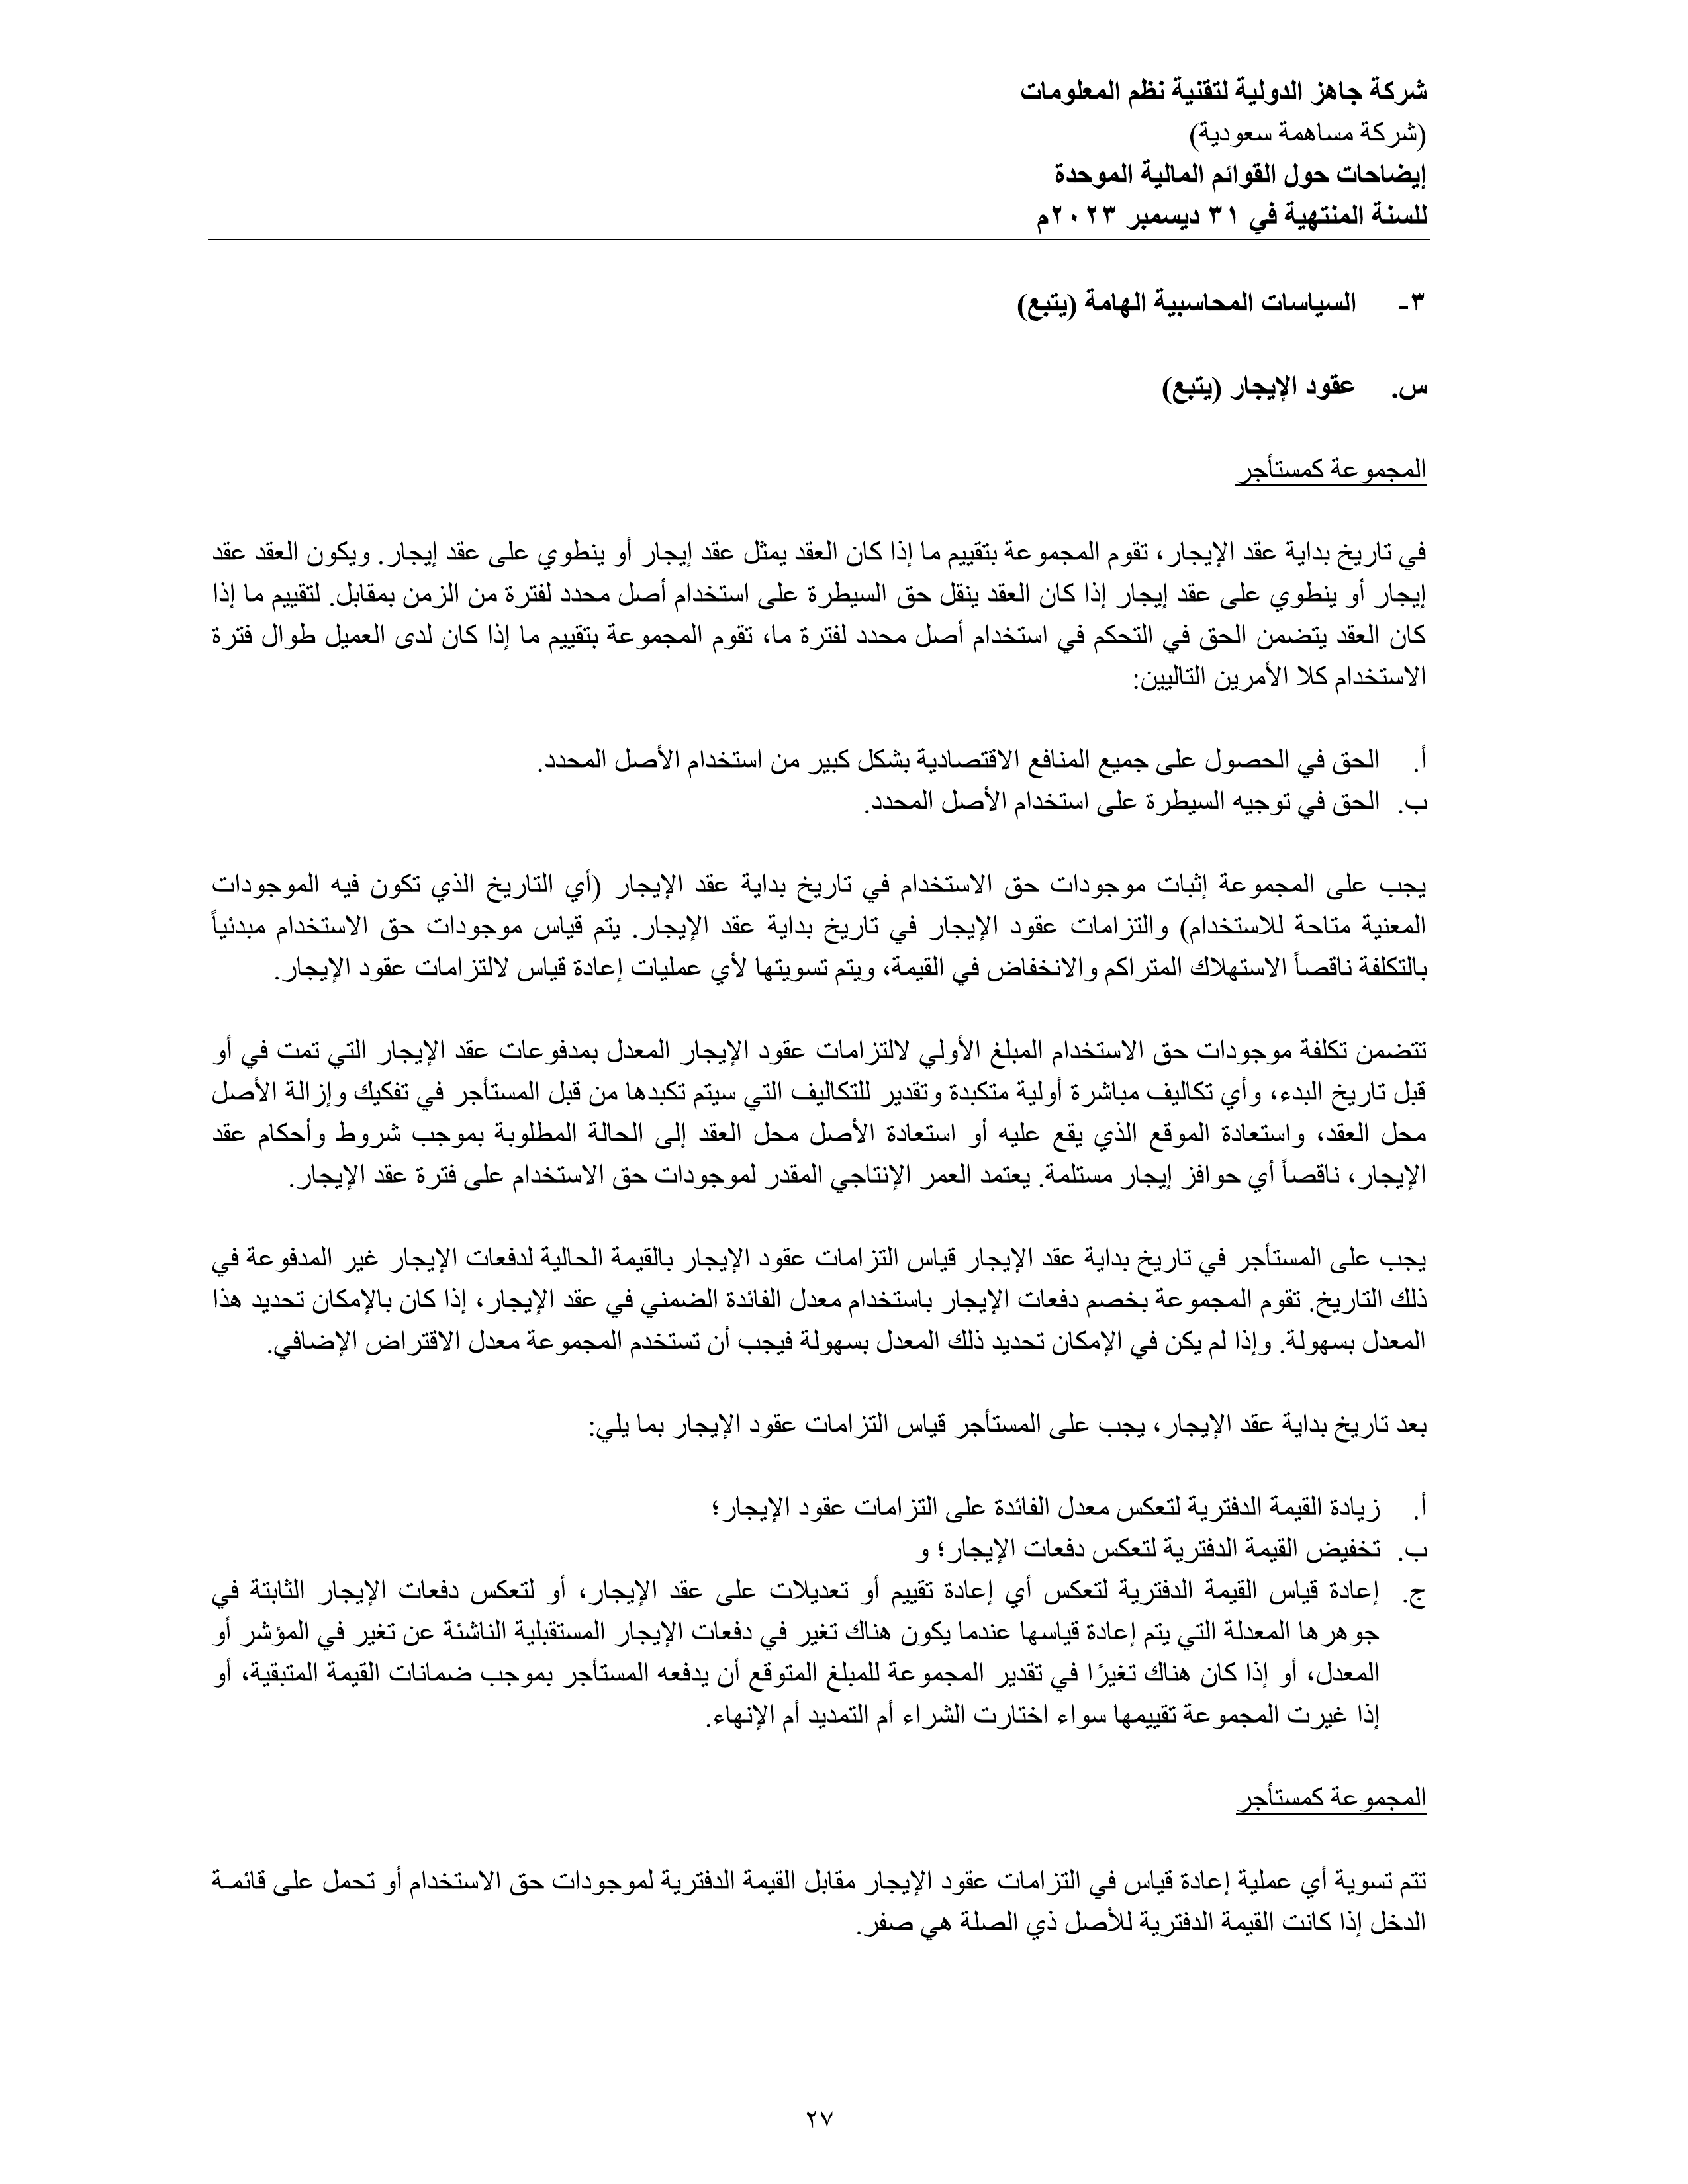 شركة جاهز الدولية لتقنية نظم المعلومات
(شركة مساهمة سعودية)
إيضاحات حول القوائم المالية الموحدة
للسنة المنتهية في ٣١ ديسمبر ٢٠٢٣م
٣- السياسات المحاسبية الهامة (يتبع)
س. عقود الإيجار (يتبع)
المجموعة كمستأجر
في تاريخ بداية عقد الإيجار، تقوم المجموعة بتقييم ما إذا كان العقد يمثل عقد إيجار أو ينطوي على عقد إيجار. ويكون العقد عقد
إيجار أو ينطوي على عقد إيجار إذا كان العقد ينقل حق السيطرة على استخدام أصل محدد لفترة من الزمن بمقابل. لتقييم ما إذا
كان العقد يتضمن الحق في التحكم في استخدام أصل محدد لفترة ما، تقوم المجموعة بتقييم ما إذا كان لدى العميل طوال فترة
الاستخدام كلا الأمرين التاليين:
أ. الحق في الحصول على جميع المنافع الاقتصادية بشكل كبير من استخدام الأصل المحدد.
ب. الحق في توجيه السيطرة على استخدام الأصل المحدد.
يجب على المجموعة إثبات موجودات حق الاستخدام في تاريخ بداية عقد الإيجار (أي التاريخ الذي تكون فيه الموجودات
المعنية متاحة للاستخدام) والتزامات عقود الإيجار في تاريخ بداية عقد الإيجار. يتم قياس موجودات حق الاستخدام مبدئياً
بالتكلفة ناقصاً الاستهلاك المتراكم والانخفاض في القيمة، ويتم تسويتها لأي عمليات إعادة قياس لالتزامات عقود الإيجار.
تتضمن تكلفة موجودات حق الاستخدام المبلغ الأولي لالتزامات عقود الإيجار المعدل بمدفوعات عقد الإيجار التي تمت في أو
قبل تاريخ البدء، وأي تكاليف مباشرة أولية متكبدة وتقدير للتكاليف التي سيتم تكبدها من قبل المستأجر في تفكيك وإزالة الأصل
محل العقد، واستعادة الموقع الذي يقع عليه أو استعادة الأصل محل العقد إلى الحالة المطلوبة بموجب شروط وأحكام عقد
الإيجار، ناقصاً أي حوافز إيجار مستلمة. يعتمد العمر الإنتاجي المقدر لموجودات حق الاستخدام على فترة عقد الإيجار.
يجب على المستأجر في تاريخ بداية عقد الإيجار قياس التزامات عقود الإيجار بالقيمة الحالية لدفعات الإيجار غير المدفوعة في
ذلك التاريخ. تقوم المجموعة بخصم دفعات الإيجار باستخدام معدل الفائدة الضمني في عقد الإيجار، إذا كان بالإمكان تحديد هذا
المعدل بسهولة. وإذا لم يكن في الإمكان تحديد ذلك المعدل بسهولة فيجب أن تستخدم المجموعة معدل الاقتراض الإضافي.
بعد تاريخ بداية عقد الإيجار، يجب على المستأجر قياس التزامات عقود الإيجار بما يلي:
أ. زيادة القيمة الدفترية لتعكس معدل الفائدة على التزامات عقود الإيجار؛
ب. تخفيض القيمة الدفترية لتعكس دفعات الإيجار؛ و
ج. إعادة قياس القيمة الدفترية لتعكس أي إعادة تقييم أو تعديلات على عقد الإيجار، أو لتعكس دفعات الإيجار الثابتة في
جوهرها المعدلة التي يتم إعادة قياسها عندما يكون هناك تغير في دفعات الإيجار المستقبلية الناشئة عن تغير في المؤشر أو
المعدل، أو إذا كان هناك تغيرًا في تقدير المجموعة للمبلغ المتوقع أن يدفعه المستأجر بموجب ضمانات القيمة المتبقية، أو
إذا غيرت المجموعة تقييمها سواء اختارت الشراء أم التمديد أم الإنهاء.
المجموعة كمستأجر
تتم تسوية أي عملية إعادة قياس في التزامات عقود الإيجار مقابل القيمة الدفترية لموجودات حق الاستخدام أو تحمل على قائمـة
الدخل إذا كانت القيمة الدفترية للأصل ذي الصلة هي صفر.
٢٧